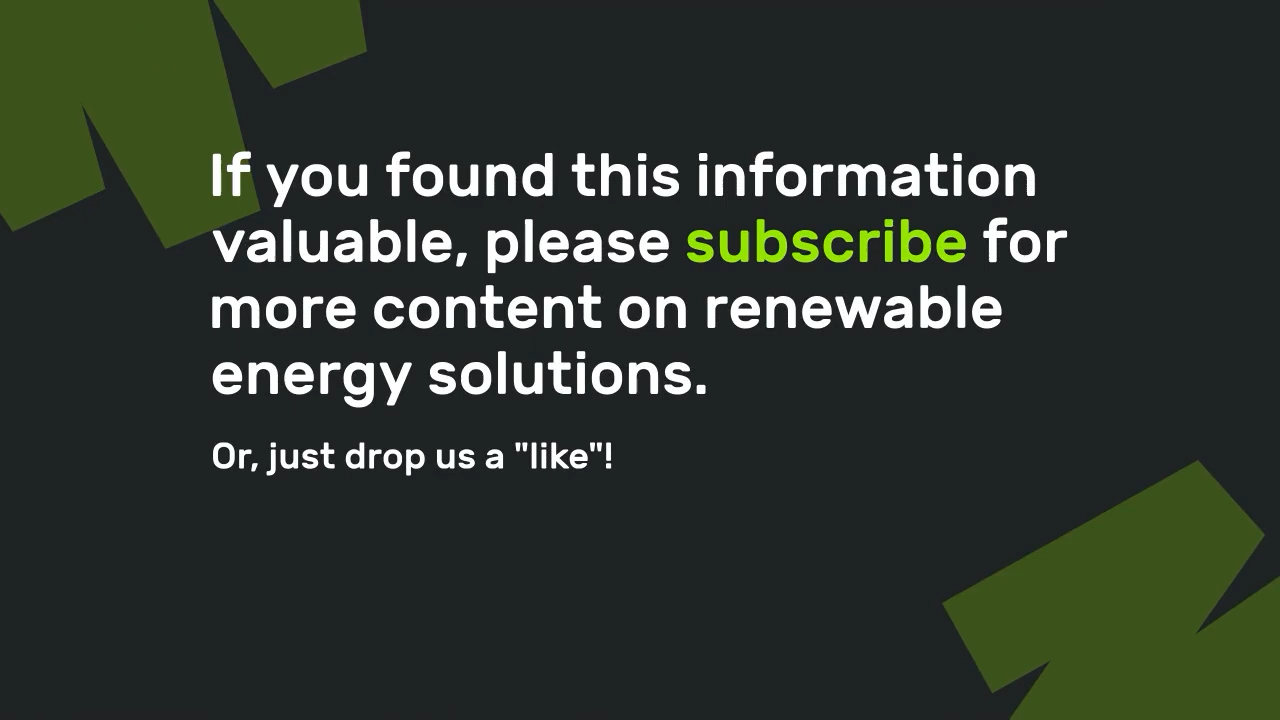 If you found this information
valuable, please subscribe for
more content on renewable
energy solutions.
Or, just drop us a "like"!